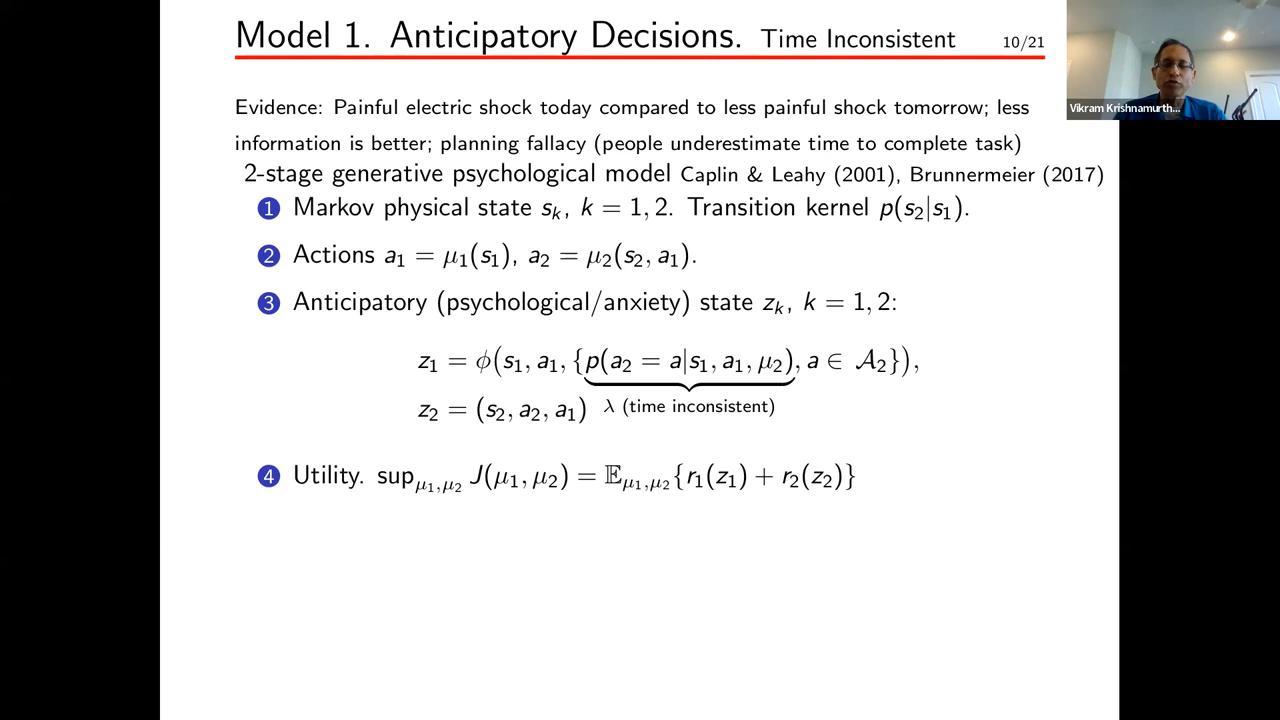 Model 1. Anticipatory Decisions. Time Inconsistent 10/21
Vikram Krishnamurth...
Evidence: Painful electric shock today compared to less painful shock tomorrow; less
information is better; planning fallacy (people underestimate time to complete task)
2-stage generative psychological model Caplin & Leahy (2001), Brunnermeier (2017)
1 Markov physical state s_k, k = 1, 2. Transition kernel p(s_2|s_1).
2 Actions a_1 = μ_1(s_1), a_2 = μ_2(s_2, a_1).
3 Anticipatory (psychological/anxiety) state z_k, k = 1, 2:
z_1 = ϕ(s_1, a_1, {p(a_2 = a|s_1, a_1, μ_2), a ∈ A_2}),
z_2 = (s_2, a_2, a_1) λ (time inconsistent)
4 Utility. sup_{μ_1,μ_2} J(μ_1, μ_2) = 𝔼_{μ_1,μ_2}{r_1(z_1) + r_2(z_2)}